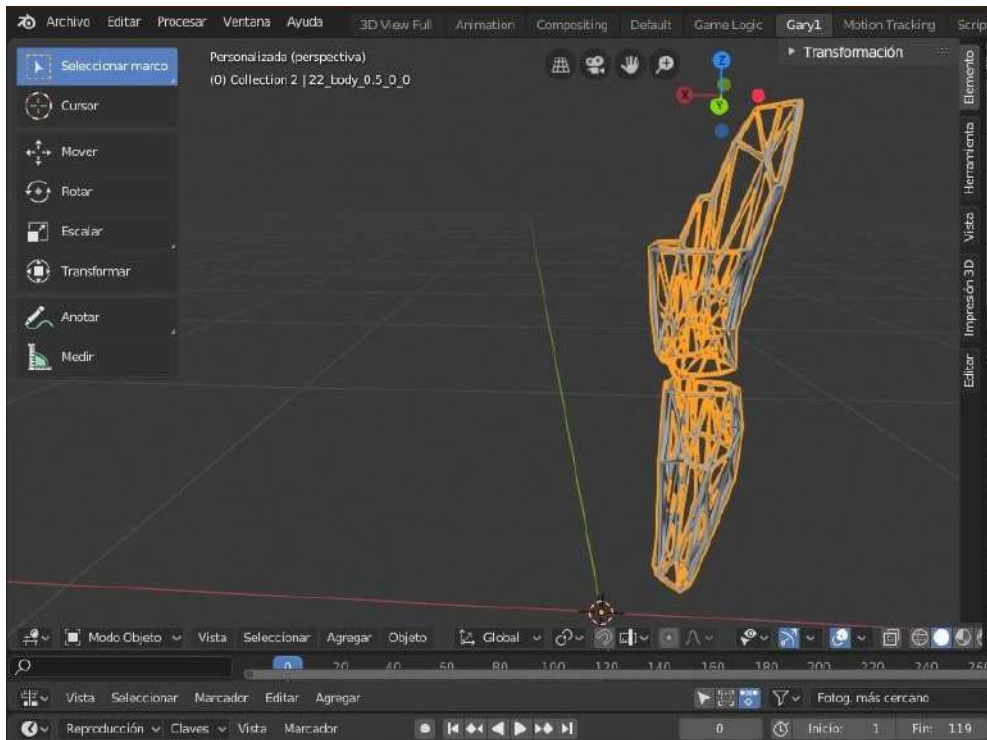 Archivo Editar Procesar Ventana Ayuda 3D View Full Animation Compositing Default Game Logic Gary1 Motion Tracking Scrip
Seleccionar marco
Cursor
Mover
Rotar
Escalar
Transformar
Anotar
Medir
Personalizada (perspectiva)
(0) Collection 2 | 22_body_0.5_0_0
Z
X
Y
Transformación
Elemento
Herramienta
Vista
Impresión 3D
Editar
Modo Objeto Vista Seleccionar Agregar Objeto Global
0 20 40 60 80 100 120 140 160 180 200 220 240 260
Vista Seleccionar Marcador Editar Agregar Fotog. más cercano
Reproducción Claves Vista Marcador 0 Inicio: 1 Fin: 119